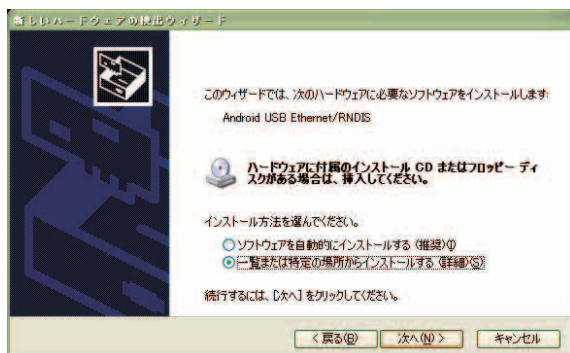 新しいハードウェアの検出ウィザード
このウィザードでは、次のハードウェアに必要なソフトウェアをインストールします:
Android USB Ethernet/RNDIS
ハードウェアに付属のインストール CD またはフロッピー ディ
スクがある場合は、挿入してください。
インストール方法を選んでください。
ソフトウェアを自動的にインストールする (推奨)(I)
一覧または特定の場所からインストールする (詳細)(S)
続行するには、[次へ] をクリックしてください。
< 戻る(B)
次へ(N) >
キャンセル